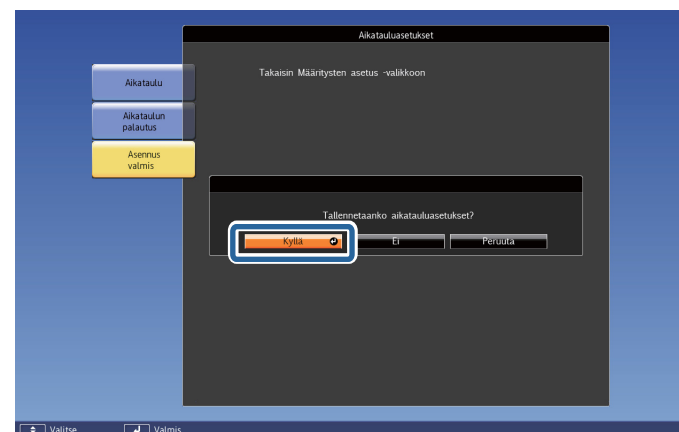 Aikatauluasetukset
Takaisin Määritysten asetus -valikkoon
Aikataulu
Aikataulun
palautus
Asennus
valmis
Tallennetaanko aikatauluasetukset?
Kyllä Ei Peruuta
Valitse Valmis